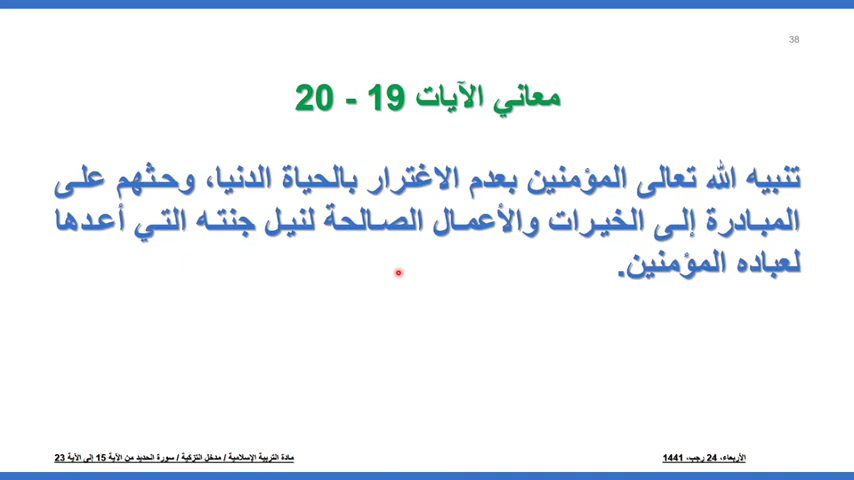 38
معاني الآيات 19 - 20
تنبيه الله تعالى المؤمنين بعدم الاغترار بالحياة الدنيا، وحثهم على
المبادرة إلى الخيرات والأعمال الصالحة لنيل جنته التي أعدها
لعباده المؤمنين.
الأربعاء، 24 رجب، 1441
مادة التربية الإسلامية / مدخل التزكية / سورة الحديد من الآية 15 إلى الآية 23